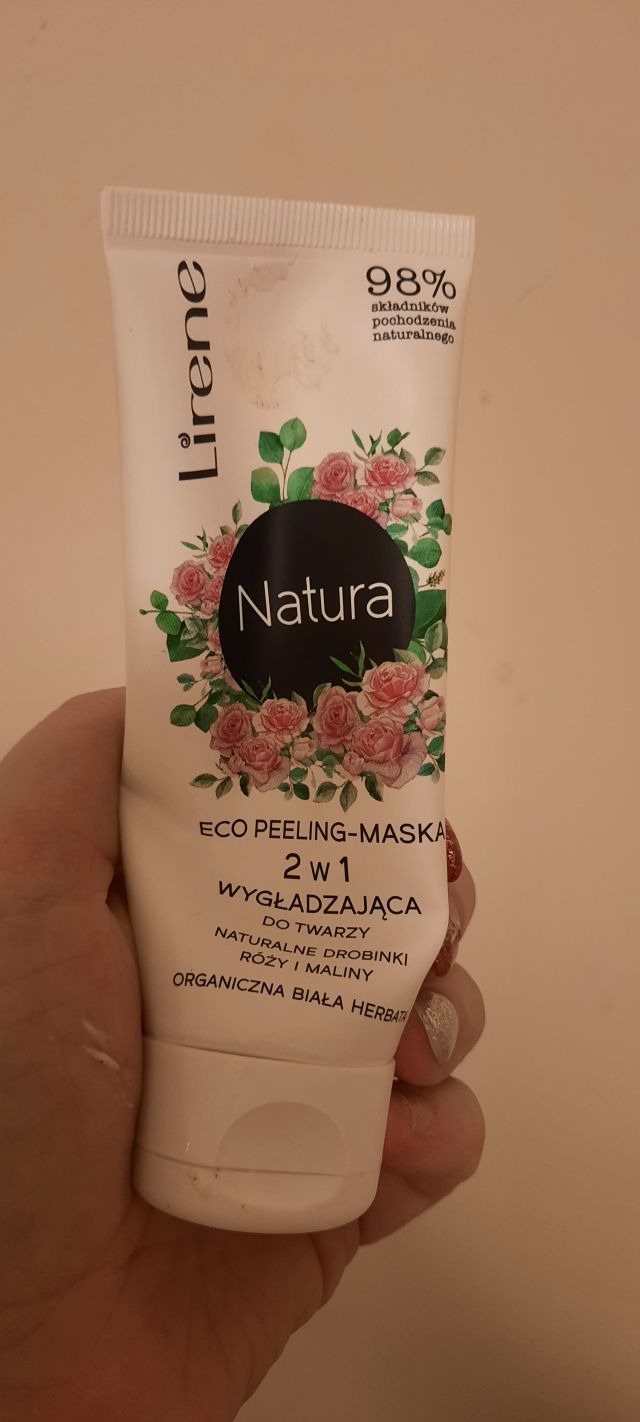 Lirene
98%
składników
pochodzenia
naturalnego
Natura
ECO PEELING-MASKA
2 w 1
WYGŁADZAJĄCA
DO TWARZY
NATURALNE DROBINKI
RÓŻY I MALINY
ORGANICZNA BIAŁA HERBATA